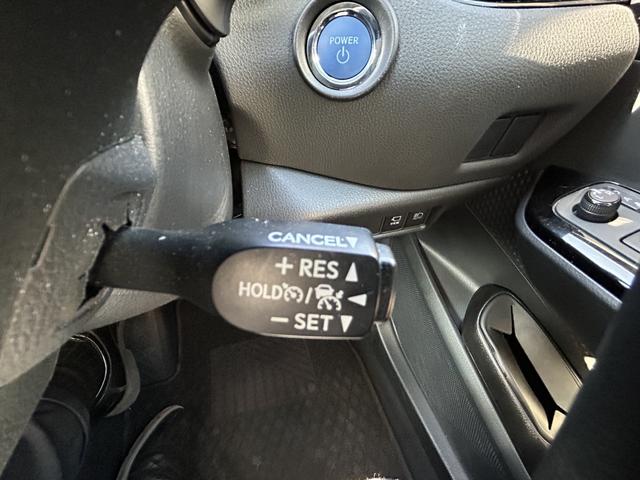 POWER
CANCEL▼
+ RES ▲
HOLD / ◄
− SET ▼